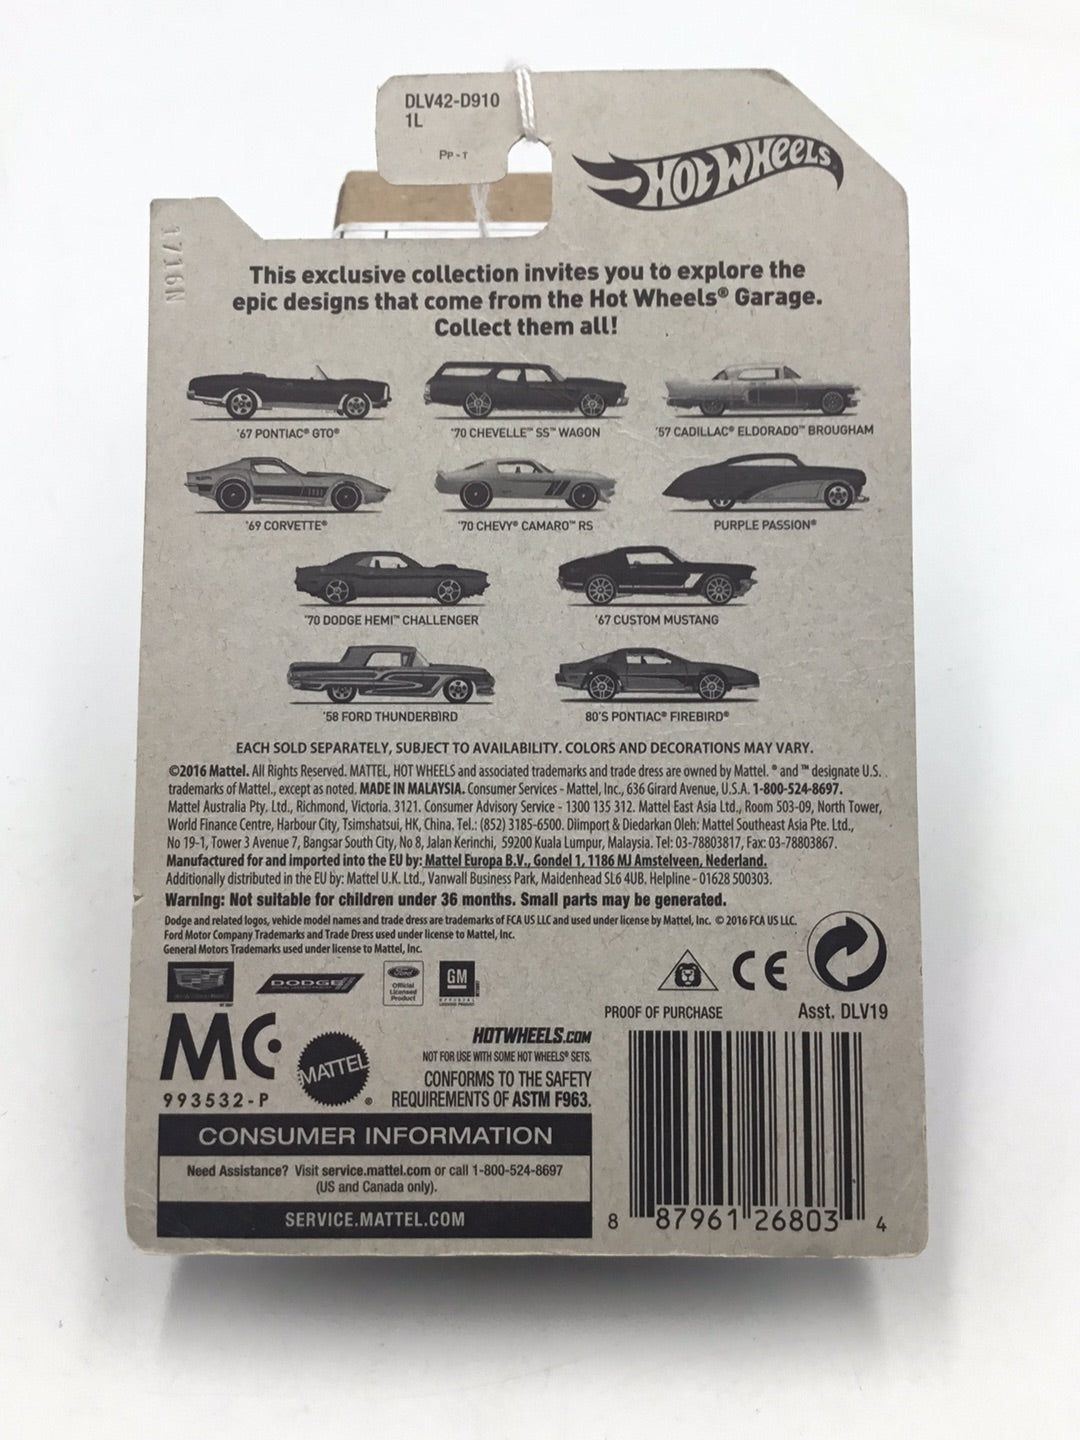 DLV42-D910
1L
PP-T
HOT WHEELS
This exclusive collection invites you to explore the
epic designs that come from the Hot Wheels® Garage.
Collect them all!
'67 PONTIAC® GTO®
'70 CHEVELLE™ SS™ WAGON
'57 CADILLAC® ELDORADO™ BROUGHAM
'69 CORVETTE®
'70 CHEVY® CAMARO™ RS
PURPLE PASSION®
'70 DODGE HEMI™ CHALLENGER
'67 CUSTOM MUSTANG
'58 FORD THUNDERBIRD
80'S PONTIAC® FIREBIRD®
EACH SOLD SEPARATELY, SUBJECT TO AVAILABILITY. COLORS AND DECORATIONS MAY VARY.
©2016 Mattel. All Rights Reserved. MATTEL, HOT WHEELS and associated trademarks and trade dress are owned by Mattel. ® and ™ designate U.S.
trademarks of Mattel., except as noted. MADE IN MALAYSIA. Consumer Services - Mattel, Inc., 636 Girard Avenue, U.S.A. 1-800-524-8697.
Mattel Australia Pty. Ltd., Richmond, Victoria. 3121. Consumer Advisory Service - 1300 135 312. Mattel East Asia Ltd., Room 503-09, North Tower,
World Finance Centre, Harbour City, Tsimshatsui, HK, China. Tel.: (852) 3185-6500. Diimport & Diedarkan Oleh: Mattel Southeast Asia Pte. Ltd.,
No 19-1, Tower 3 Avenue 7, Bangsar South City, No 8, Jalan Kerinchi, 59200 Kuala Lumpur, Malaysia. Tel: 03-78803817, Fax: 03-78803867.
Manufactured for and imported into the EU by: Mattel Europa B.V., Gondel 1, 1186 MJ Amstelveen, Nederland.
Additionally distributed in the EU by: Mattel U.K. Ltd., Vanwall Business Park, Maidenhead SL6 4UB. Helpline - 01628 500303.
Warning: Not suitable for children under 36 months. Small parts may be generated.
Dodge and related logos, vehicle model names and trade dress are trademarks of FCA US LLC and used under license by Mattel, Inc. © 2016 FCA US LLC.
Ford Motor Company Trademarks and Trade Dress used under license to Mattel, Inc.
General Motors Trademarks used under license to Mattel, Inc.
DODGE
Ford
Official
Licensed
Product
GM
CE
PROOF OF PURCHASE
Asst. DLV19
MC
993532-P
MATTEL®
HOTWHEELS.COM
NOT FOR USE WITH SOME HOT WHEELS® SETS.
CONFORMS TO THE SAFETY
REQUIREMENTS OF ASTM F963.
CONSUMER INFORMATION
Need Assistance? Visit service.mattel.com or call 1-800-524-8697
(US and Canada only).
SERVICE.MATTEL.COM
8 87961 26803 4